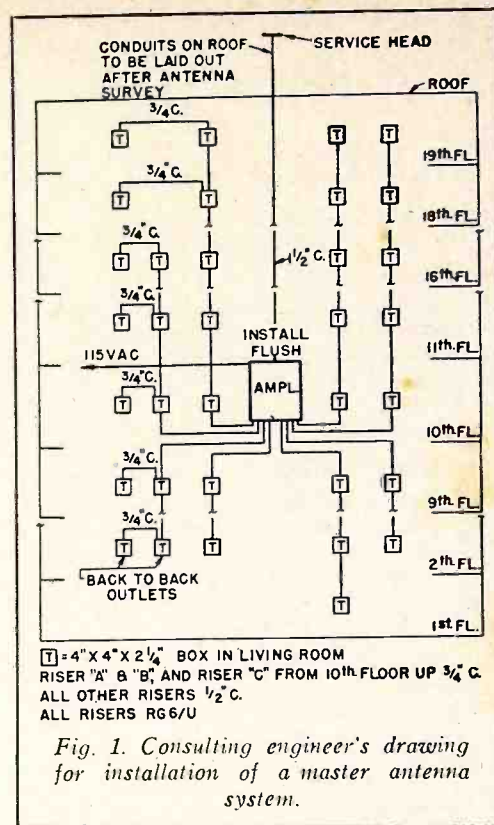 CONDUITS ON ROOF
TO BE LAID OUT
AFTER ANTENNA
SURVEY
SERVICE HEAD
ROOF
3/4" C.
T T T T
19th. FL.
3/4" C.
T T T T
18th. FL.
3/4" C.
T T T T
1 1/2" C.
16th. FL.
3/4" C.
T T T T T
INSTALL
FLUSH
11th. FL.
115VAC
AMPL
3/4" C.
T T T T T
10th. FL.
3/4" C.
T T T T T
9th. FL.
3/4" C.
T T T T T
2th. FL.
BACK TO BACK
OUTLETS
T
1st. FL.
T = 4" X 4" X 2 1/4" BOX IN LIVING ROOM
RISER "A" & "B", AND RISER "C" FROM 10th. FLOOR UP 3/4" C.
ALL OTHER RISERS 1/2" C.
ALL RISERS RG6/U
Fig. 1. Consulting engineer's drawing
for installation of a master antenna
system.